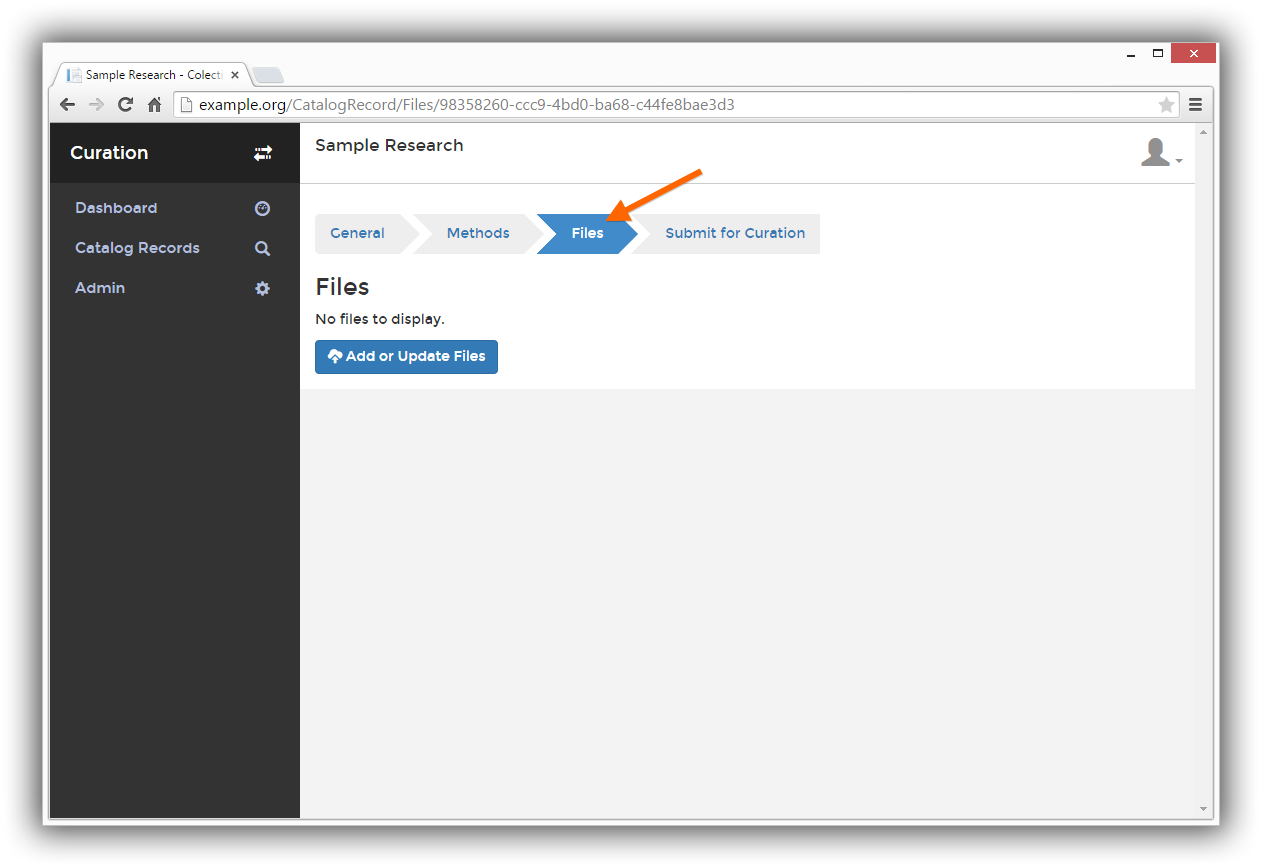 Sample Research - Colect
example.org/CatalogRecord/Files/98358260-ccc9-4bd0-ba68-c44fe8bae3d3
Curation
Sample Research
Dashboard
Catalog Records
Admin
General
Methods
Files
Submit for Curation
Files
No files to display.
Add or Update Files